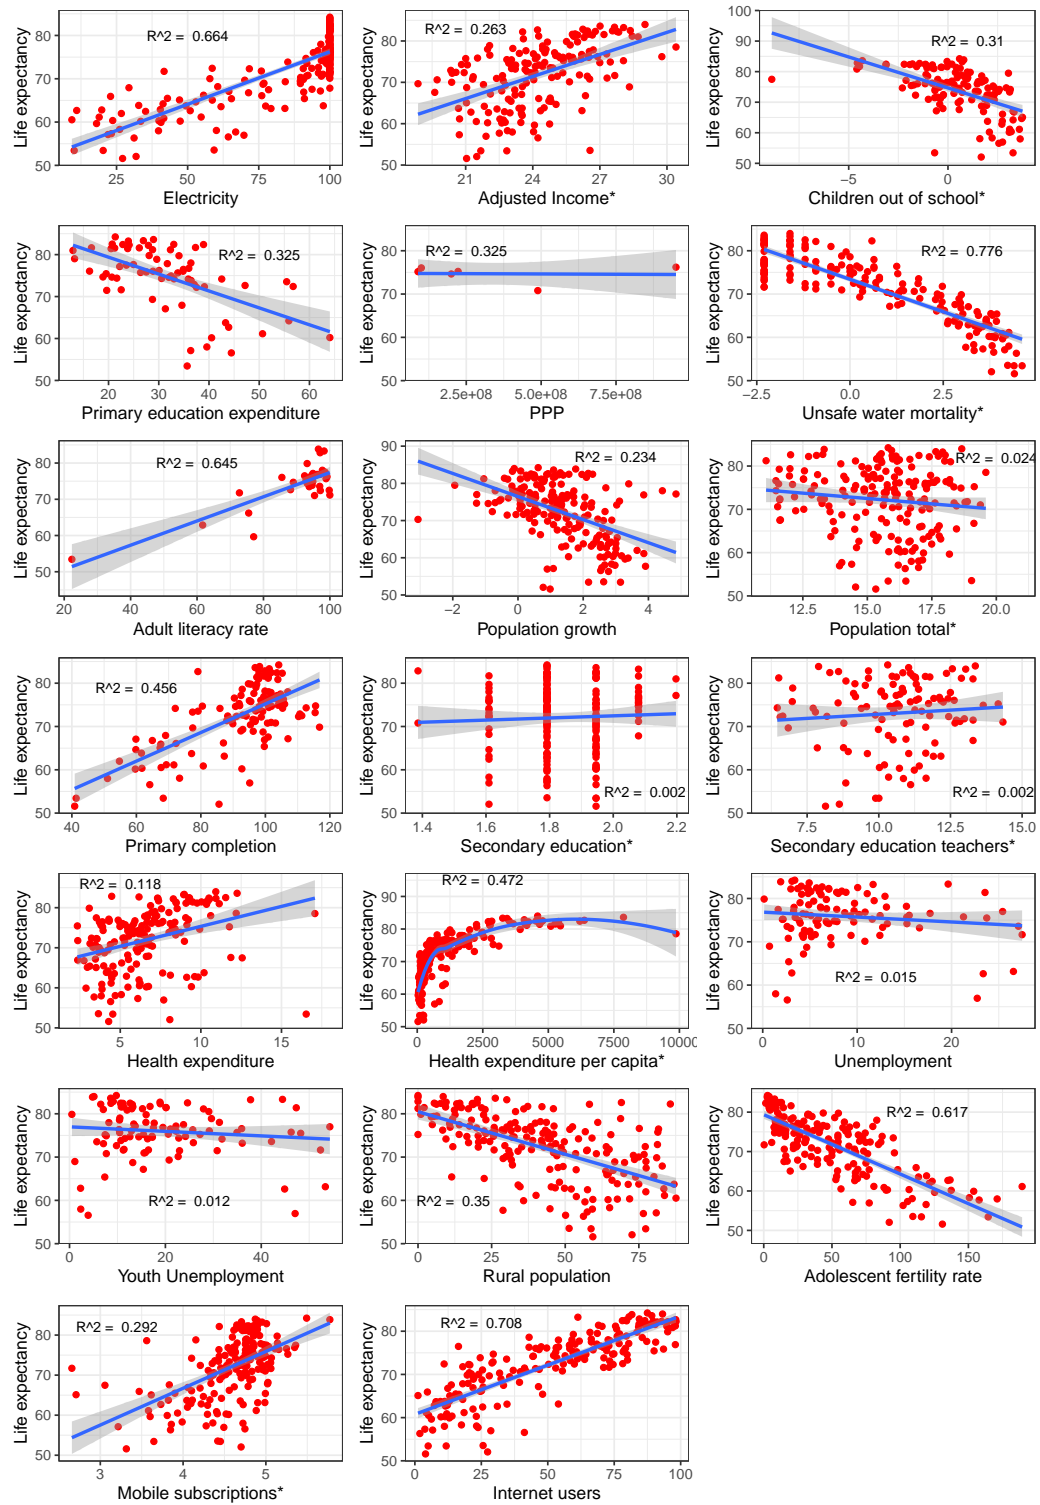 R^2 = 0.664
Life expectancy
80
70
60
50
25
50
75
100
Electricity
R^2 = 0.263
Life expectancy
80
70
60
50
21
24
27
30
Adjusted Income*
R^2 = 0.31
Life expectancy
100
90
80
70
60
50
−5
0
Children out of school*
R^2 = 0.325
Life expectancy
80
70
60
50
20
30
40
50
60
Primary education expenditure
R^2 = 0.325
Life expectancy
80
70
60
50
2.5e+08
5.0e+08
7.5e+08
PPP
R^2 = 0.776
Life expectancy
80
70
60
50
−2.5
0.0
2.5
Unsafe water mortality*
R^2 = 0.645
Life expectancy
80
70
60
50
20
40
60
80
100
Adult literacy rate
R^2 = 0.234
Life expectancy
90
80
70
60
50
−2
0
2
4
Population growth
R^2 = 0.024
Life expectancy
80
70
60
50
12.5
15.0
17.5
20.0
Population total*
R^2 = 0.456
Life expectancy
80
70
60
50
40
60
80
100
120
Primary completion
R^2 = 0.002
Life expectancy
80
70
60
50
1.4
1.6
1.8
2.0
2.2
Secondary education*
R^2 = 0.002
Life expectancy
80
70
60
50
7.5
10.0
12.5
15.0
Secondary education teachers*
R^2 = 0.118
Life expectancy
80
70
60
50
5
10
15
Health expenditure
R^2 = 0.472
Life expectancy
90
80
70
60
50
0
2500
5000
7500
10000
Health expenditure per capita*
R^2 = 0.015
Life expectancy
80
70
60
50
0
10
20
Unemployment
R^2 = 0.012
Life expectancy
80
70
60
50
0
20
40
Youth Unemployment
R^2 = 0.35
Life expectancy
80
70
60
50
0
25
50
75
Rural population
R^2 = 0.617
Life expectancy
80
70
60
50
0
50
100
150
Adolescent fertility rate
R^2 = 0.292
Life expectancy
80
70
60
50
3
4
5
Mobile subscriptions*
R^2 = 0.708
Life expectancy
80
70
60
50
0
25
50
75
100
Internet users